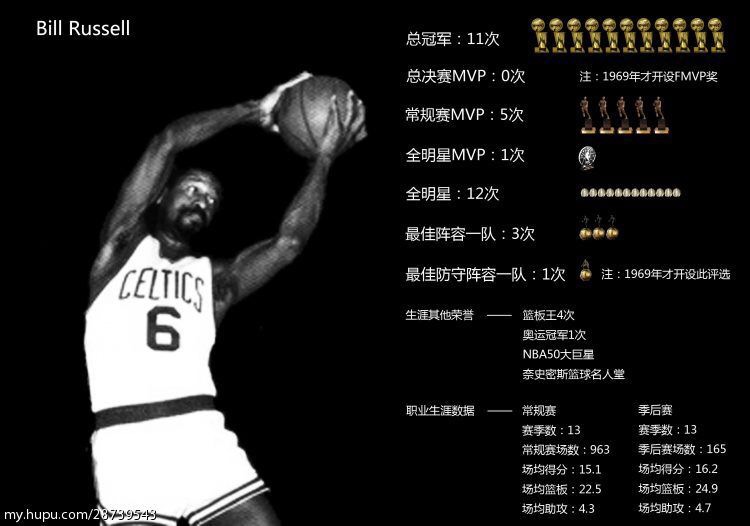 Bill Russell
总冠军：11次
总决赛MVP：0次
注：1969年才开设FMVP奖
常规赛MVP：5次
全明星MVP：1次
全明星：12次
最佳阵容一队：3次
最佳防守阵容一队：1次
注：1969年才开设此评选
CELTICS
6
生涯其他荣誉 —— 篮板王4次
奥运冠军1次
NBA50大巨星
奈史密斯篮球名人堂
职业生涯数据 —— 常规赛 季后赛
赛季数：13 赛季数：13
常规赛场数：963 季后赛场数：165
场均得分：15.1 场均得分：16.2
场均篮板：22.5 场均篮板：24.9
场均助攻：4.3 场均助攻：4.7
my.hupu.com/28739543